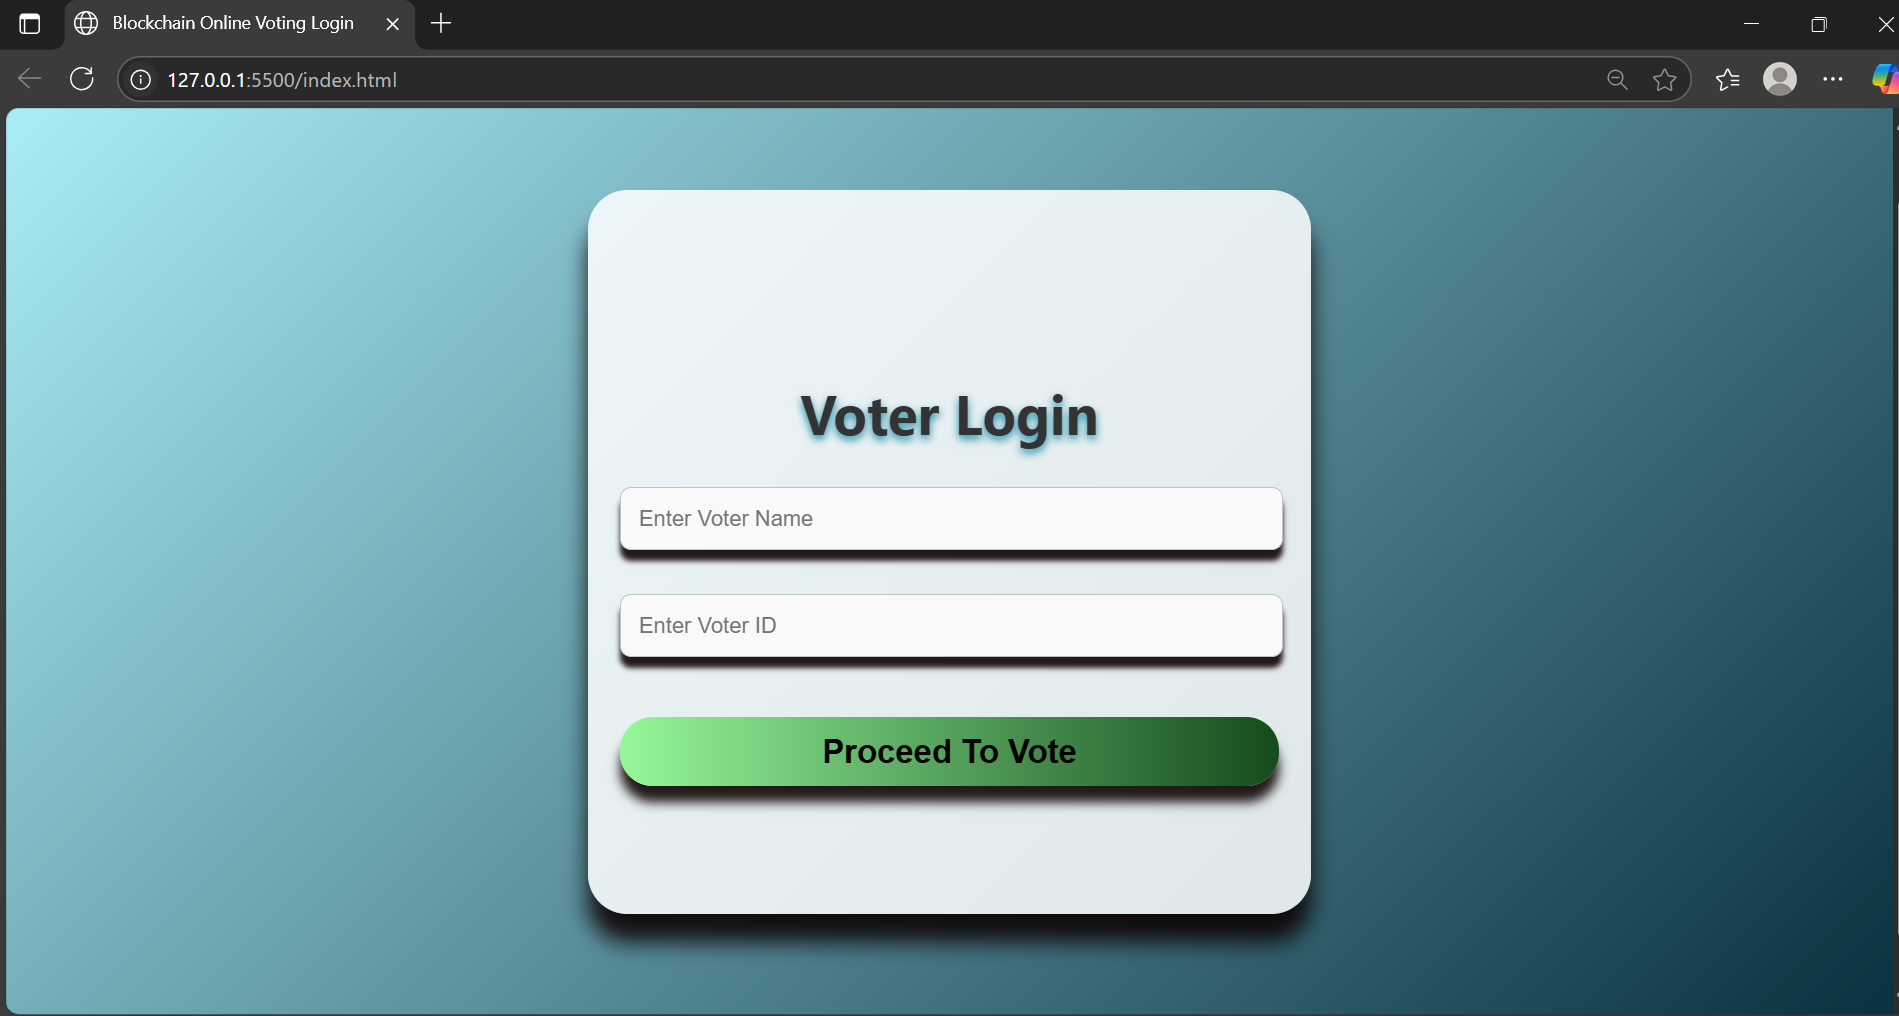 Blockchain Online Voting Login
127.0.0.1:5500/index.html
Voter Login
Enter Voter Name
Enter Voter ID
Proceed To Vote